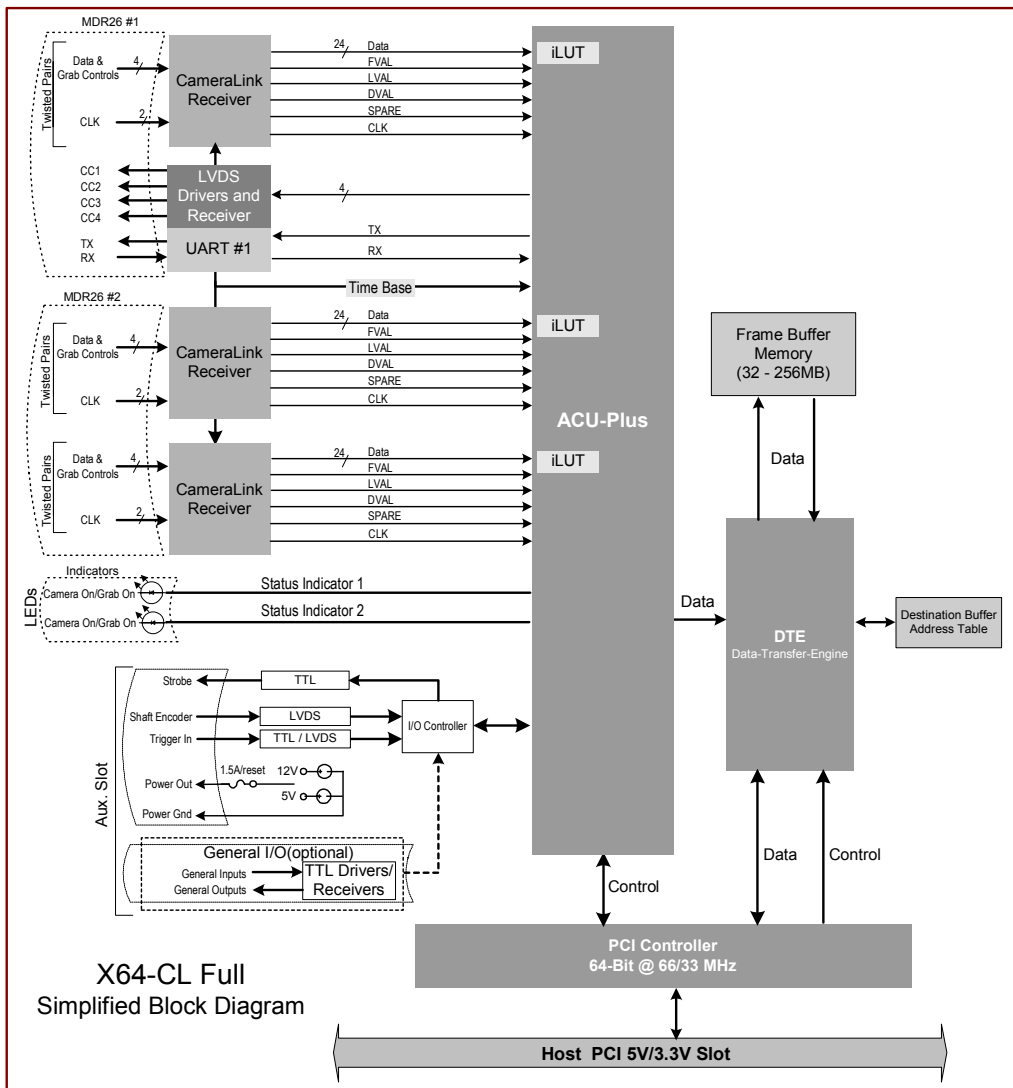 MDR26 #1
Twisted Pairs
Data &
Grab Controls
4
CLK
2
CameraLink
Receiver
24
Data
FVAL
LVAL
DVAL
SPARE
CLK
iLUT
CC1
CC2
CC3
CC4
LVDS
Drivers and
Receiver
4
TX
RX
UART #1
TX
RX
Time Base
MDR26 #2
Twisted Pairs
Data &
Grab Controls
4
CLK
2
CameraLink
Receiver
24
Data
FVAL
LVAL
DVAL
SPARE
CLK
iLUT
Twisted Pairs
Data &
Grab Controls
4
CLK
2
CameraLink
Receiver
24
Data
FVAL
LVAL
DVAL
SPARE
CLK
iLUT
ACU-Plus
Frame Buffer
Memory
(32 - 256MB)
Data
Data
LEDs
Indicators
Camera On/Grab On
Camera On/Grab On
Status Indicator 1
Status Indicator 2
Data
DTE
Data-Transfer-Engine
Destination Buffer
Address Table
Aux. Slot
Strobe
TTL
Shaft Encoder
LVDS
Trigger In
TTL / LVDS
I/O Controller
Power Out
1.5A/reset
12V
5V
Power Gnd
General I/O(optional)
General Inputs
General Outputs
TTL Drivers/
Receivers
Control
Data
Control
PCI Controller
64-Bit @ 66/33 MHz
X64-CL Full
Simplified Block Diagram
Host PCI 5V/3.3V Slot